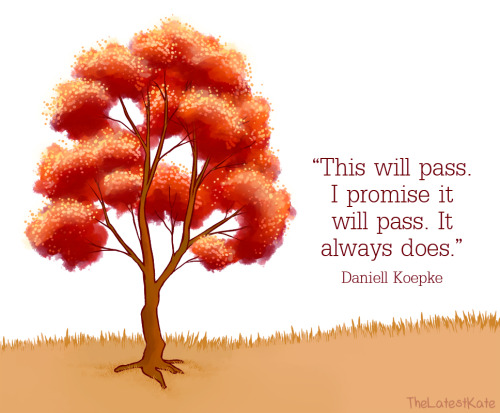 “This will pass.
I promise it
will pass. It
always does.”
Daniell Koepke
TheLatestKate